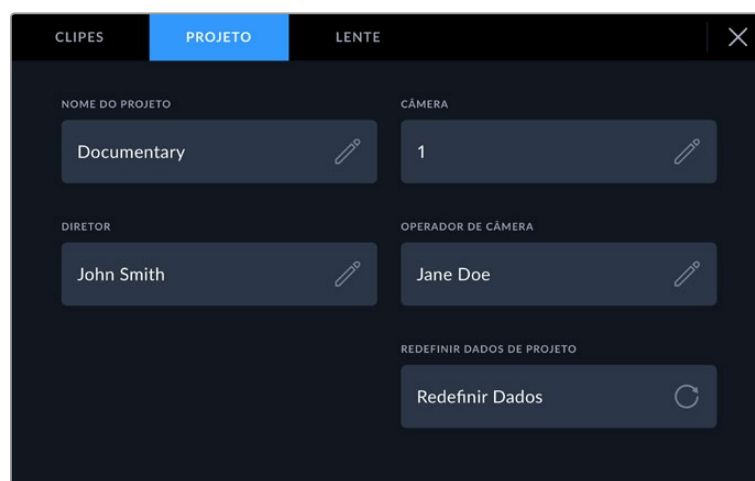 CLIPES PROJETO LENTE
NOME DO PROJETO
Documentary
CÂMERA
1
DIRETOR
John Smith
OPERADOR DE CÂMERA
Jane Doe
REDEFINIR DADOS DE PROJETO
Redefinir Dados